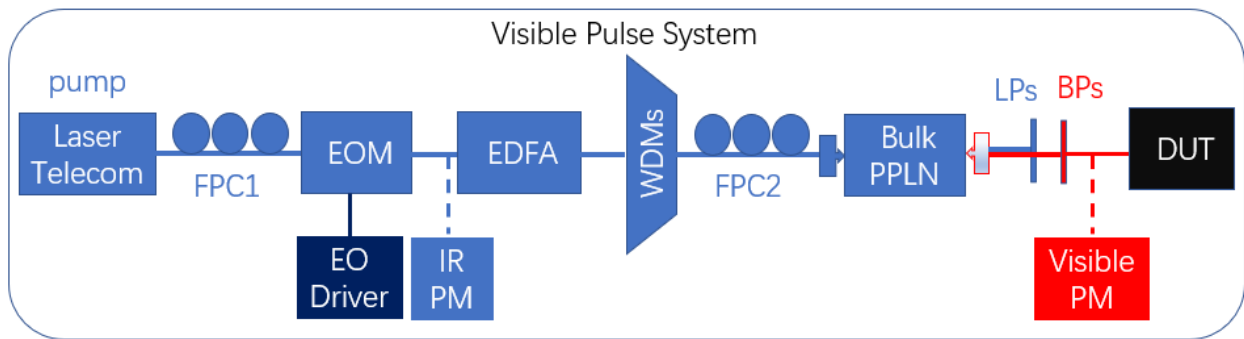 Visible Pulse System
pump
Laser
Telecom
FPC1
EOM
EO
Driver
IR
PM
EDFA
WDMs
FPC2
Bulk
PPLN
LPs
BPs
Visible
PM
DUT